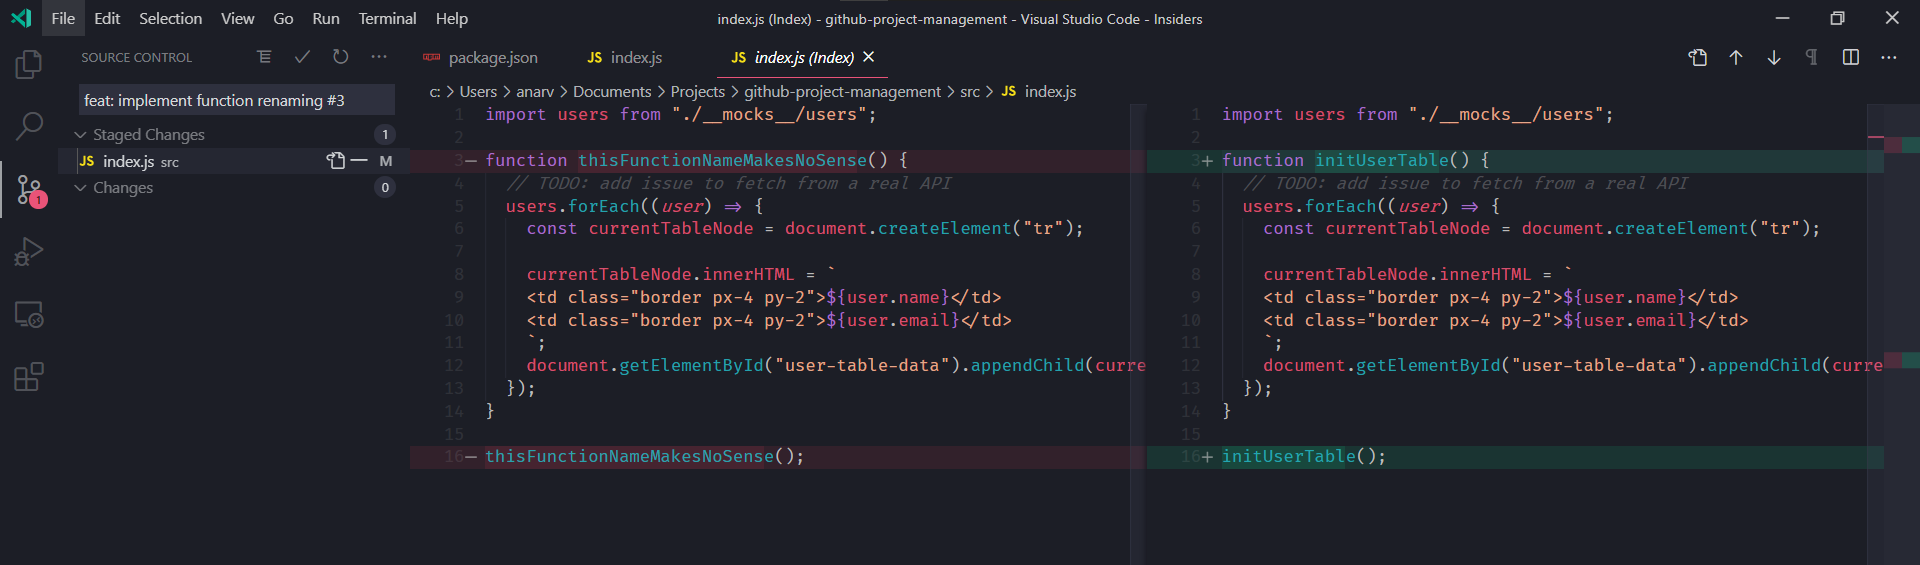 File Edit Selection View Go Run Terminal Help
index.js (Index) - github-project-management - Visual Studio Code - Insiders
SOURCE CONTROL
feat: implement function renaming #3
Staged Changes 1
JS index.js src M
Changes 0
1
package.json JS index.js JS index.js (Index)
c: > Users > anarv > Documents > Projects > github-project-management > src > JS index.js
1 import users from "./__mocks__/users";
2
3 − function thisFunctionNameMakesNoSense() {
4 // TODO: add issue to fetch from a real API
5 users.forEach((user) => {
6 const currentTableNode = document.createElement("tr");
7
8 currentTableNode.innerHTML = `
9 <td class="border px-4 py-2">${user.name}</td>
10 <td class="border px-4 py-2">${user.email}</td>
11 `;
12 document.getElementById("user-table-data").appendChild(curre
13 });
14 }
15
16 − thisFunctionNameMakesNoSense();
1 import users from "./__mocks__/users";
2
3 + function initUserTable() {
4 // TODO: add issue to fetch from a real API
5 users.forEach((user) => {
6 const currentTableNode = document.createElement("tr");
7
8 currentTableNode.innerHTML = `
9 <td class="border px-4 py-2">${user.name}</td>
10 <td class="border px-4 py-2">${user.email}</td>
11 `;
12 document.getElementById("user-table-data").appendChild(curre
13 });
14 }
15
16 + initUserTable();